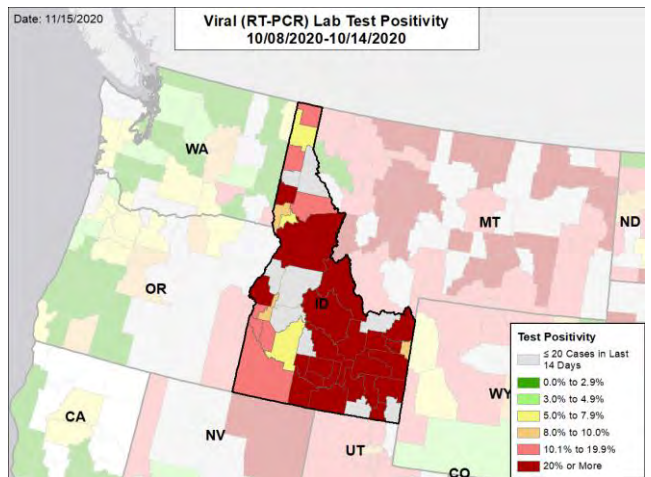 Date: 11/15/2020
Viral (RT-PCR) Lab Test Positivity
10/08/2020-10/14/2020
WA
MT
ND
OR
ID
WY
CA
NV
UT
CO
Test Positivity
≤ 20 Cases in Last
14 Days
0.0% to 2.9%
3.0% to 4.9%
5.0% to 7.9%
8.0% to 10.0%
10.1% to 19.9%
20% or More